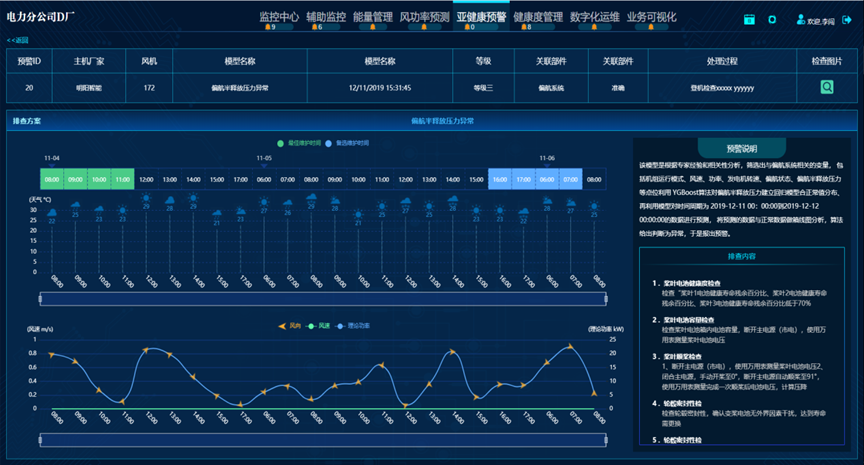 电力分公司D厂
监控中心 辅助监控 能量管理 风功率预测 亚健康预警 健康度管理 数字化运维 业务可视化
9 6 0 8
欢迎,李阔
<<返回
预警ID 主机厂家 风机 模型名称 模型名称 等级 关联部件 关联部件 处理过程 检查图片
20 明阳智能 172 偏航半释放压力异常 12/11/2019 15:31:45 等级三 偏航系统 准确 登机检查xxxxx yyyyyy
排查方案 偏航半释放压力异常
最佳维护时间 备选维护时间
11-04 11-05 11-06
08:00 09:00 10:00 11:00 12:00 13:00 14:00 15:00 16:00 17:00 06:00 07:00 08:00 09:00 10:00 11:00 12:00 13:00 14:00 15:00 16:00 17:00 06:00 07:00 08:00
(天气 °C)
30
25
20
15
10
5
0
22 25 23 23 29 28 29 21 23 27 28 29 28 21 25 27 23 29 25 23 22 28 27 25
08:00 09:00 10:00 11:00 12:00 13:00 14:00 15:00 16:00 17:00 06:00 07:00 08:00 09:00 10:00 11:00 12:00 13:00 14:00 15:00 16:00 17:00 06:00 07:00 08:00
风向 风速 理论功率
(风速 m/s) (理论功率 kW)
1 25
0.8 20
0.6 15
0.4 10
0.2 5
0 0
08:00 09:00 10:00 11:00 12:00 13:00 14:00 15:00 16:00 17:00 06:00 07:00 08:00 09:00 10:00 11:00 12:00 13:00 14:00 15:00 16:00 17:00 06:00 07:00 08:00
预警说明
该模型是根据专家经验和相关性分析，筛选出与偏航系统相关的变量，包
括机组运行模式、风速、功率、发电机转速、偏航状态、偏航半释放压力
等点位利用 YGBoost算法对偏航半释放压力建立回归模型合正常值分布，
再利用模型对时间周期为 2019-12-11 00：00:00到2019-12-12
00:00:00的数据进行预测，将预测的数据与正常数据做箱线图分析，算法
给出判断为异常，于是报出预警。
排查内容
1．桨叶电池健康度检查
检查“桨叶1电池健康寿命残余百分比、桨叶2电池健康寿命
残余百分比、桨叶3电池健康寿命残余百分比低于70%
2．桨叶电池容量检查
检查桨叶电池箱内电池容量，断开主电源（市电），使用万
用表测量桨叶电池电压
3．桨叶顺桨检查
1、断开主电源（市电），使用万用表测量桨叶电池电压2、
闭合主电源，手动开桨至0°，断开主电源自动顺桨至91°，
使用万用表测量完成一次顺桨后电池电压，计算压降
4．轮毂密封性检
检查轮毂密封性，确认变桨电池无外界因素干扰，达到寿命
需更换
5．轮毂密封性检